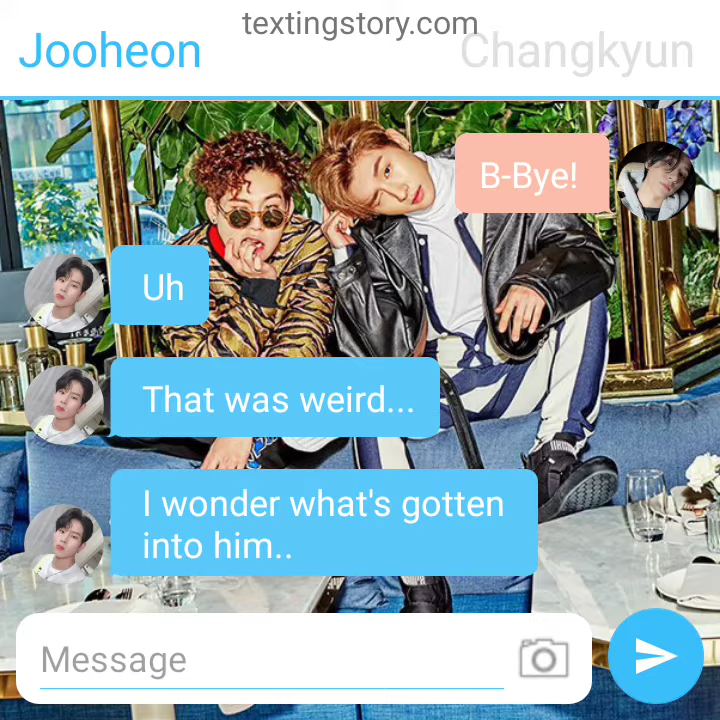 textingstory.com
Jooheon
Changkyun
B-Bye!
Uh
That was weird...
I wonder what's gotten
into him..
Message